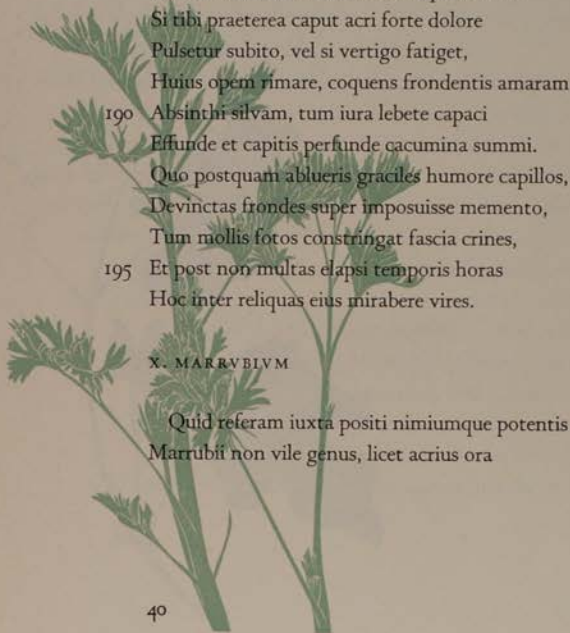 Si tibi praeterea caput acri forte dolore
Pulsetur subito, vel si vertigo fatiget,
Huius opem rimare, coquens frondentis amaram
190 Absinthi silvam, tum iura lebete capaci
Effunde et capitis perfunde cacumina summi.
Quo postquam ablueris graciles humore capillos,
Devinctas frondes super imposuisse memento,
Tum mollis fotos constringat fascia crines,
195 Et post non multas elapsi temporis horas
Hoc inter reliquas eius mirabere vires.
X. MARRVBIVM
Quid referam iuxta positi nimiumque potentis
Marrubii non vile genus, licet acrius ora
40